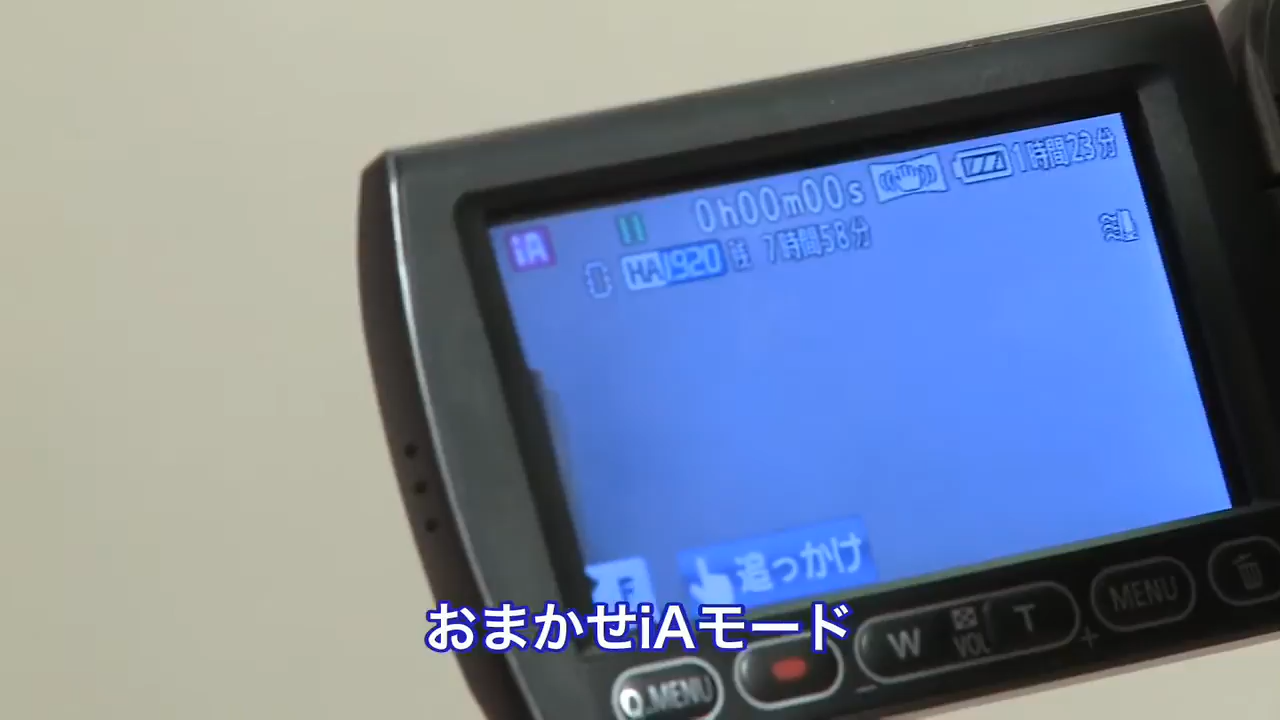 0h00m00s 1時間23分
iA
HA/1920 残 7時間58分
追っかけ
おまかせiAモード
W VOL T MENU
Q.MENU